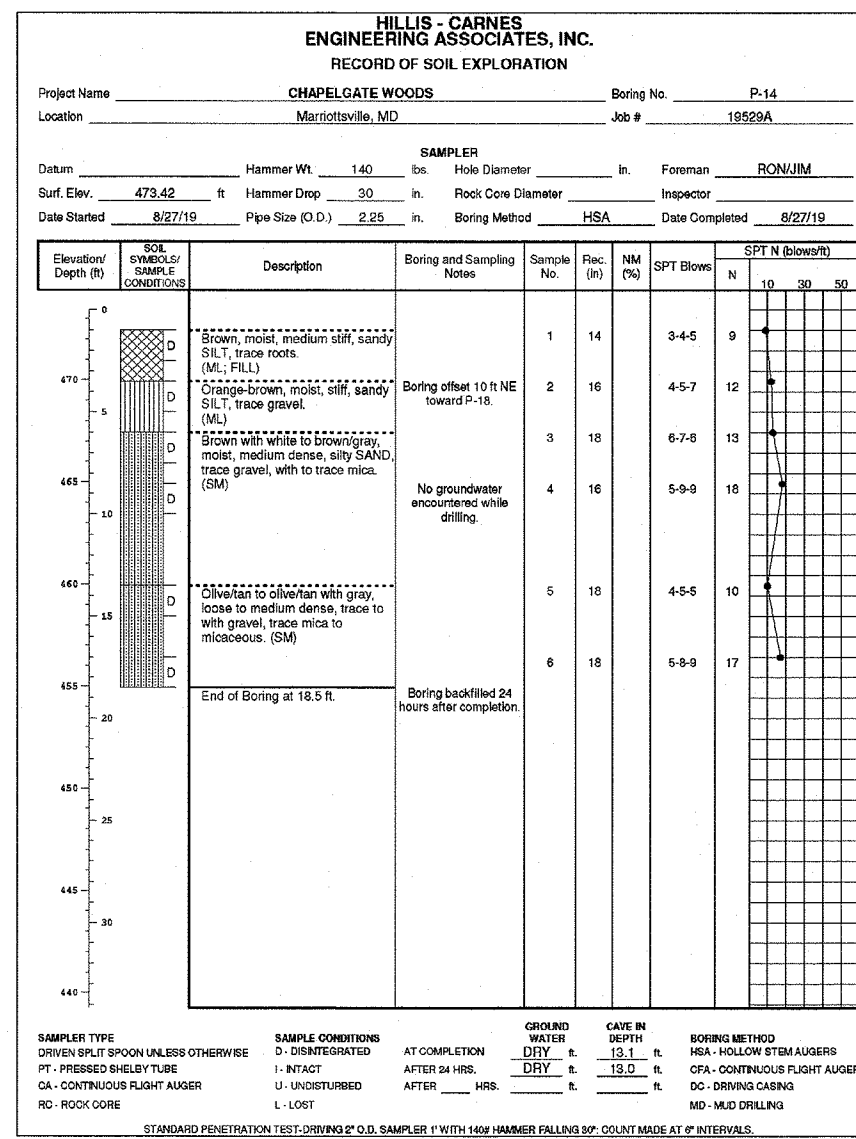 HILLIS - CARNES
ENGINEERING ASSOCIATES, INC.
RECORD OF SOIL EXPLORATION
Project Name CHAPELGATE WOODS Boring No. P-14
Location Marriottsville, MD Job # 19529A
SAMPLER
Datum Hammer Wt. 140 lbs. Hole Diameter in. Foreman RON/JIM
Surf. Elev. 473.42 ft Hammer Drop 30 in. Rock Core Diameter Inspector
Date Started 8/27/19 Pipe Size (O.D.) 2.25 in. Boring Method HSA Date Completed 8/27/19
Elevation/ Depth (ft) SOIL SYMBOLS/ SAMPLE CONDITIONS Description Boring and Sampling Notes Sample No. Rec. (in) NM (%) SPT Blows SPT N (blows/ft) N 10 30 50
0
Brown, moist, medium stiff, sandy 1 14 3-4-5 9
D SILT, trace roots.
(ML; FILL)
470 Orange-brown, moist, stiff, sandy Boring offset 10 ft NE 2 16 4-5-7 12
D SILT, trace gravel. toward P-18.
5 (ML)
Brown with white to brown/gray, 3 18 6-7-6 13
D moist, medium dense, silty SAND,
trace gravel, with to trace mica.
465 (SM) No groundwater 4 16 5-9-9 18
D encountered while
10 drilling.
460 Olive/tan to olive/tan with gray, 5 18 4-5-5 10
D loose to medium dense, trace to
15 with gravel, trace mica to
micaceous. (SM)
6 18 5-8-9 17
D
455 End of Boring at 18.5 ft. Boring backfilled 24
hours after completion.
20
450
25
445
30
440
GROUND WATER CAVE IN DEPTH
SAMPLER TYPE SAMPLE CONDITIONS BORING METHOD
DRIVEN SPLIT SPOON UNLESS OTHERWISE D - DISINTEGRATED AT COMPLETION DRY ft. 13.1 ft. HSA - HOLLOW STEM AUGERS
PT - PRESSED SHELBY TUBE I - INTACT AFTER 24 HRS. DRY ft. 13.0 ft. CFA - CONTINUOUS FLIGHT AUGER
CA - CONTINUOUS FLIGHT AUGER U - UNDISTURBED AFTER HRS. ft. ft. DC - DRIVING CASING
RC - ROCK CORE L - LOST MD - MUD DRILLING
STANDARD PENETRATION TEST-DRIVING 2" O.D. SAMPLER 1' WITH 140# HAMMER FALLING 30": COUNT MADE AT 6" INTERVALS.